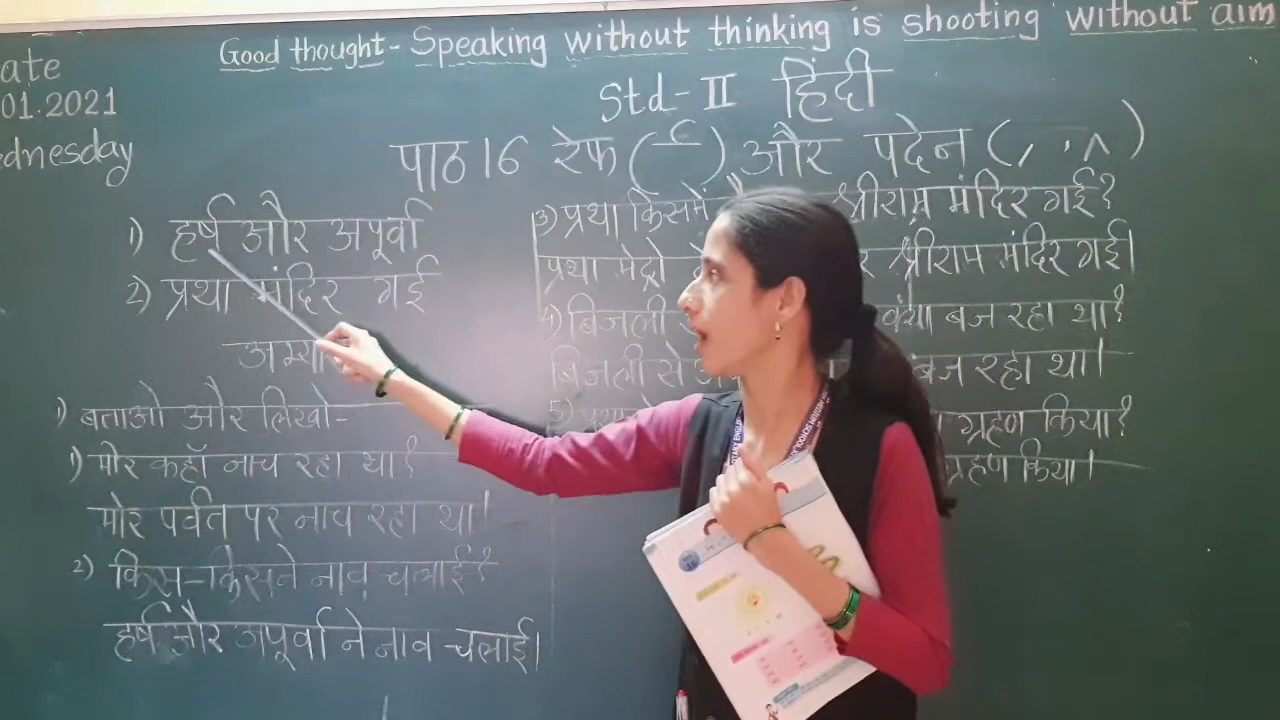 Good thought - Speaking without thinking is shooting without aim
ate
01.2021
ednesday
Std - II हिंदी
पाठ 16 रेफ ( र्‍ ) और पदेन ( ্র , ^ )
1) हर्ष और अपूर्वा
2) प्रथा मंदिर गई
1) बताओ और लिखो-
1) मोर कहाँ नाच रहा था?
मोर पर्वत पर नाच रहा था।
2) किस-किसने नाव चलाई?
हर्ष और अपूर्वा ने नाव चलाई।
3) प्रथा किसमें श्रीराम मंदिर गई?
प्रथा मेट्रो श्रीराम मंदिर गई।
4) बिजली क्या बज रहा था?
बिजली से बज रहा था।
5) ग्रहण किया?
ग्रहण किया।